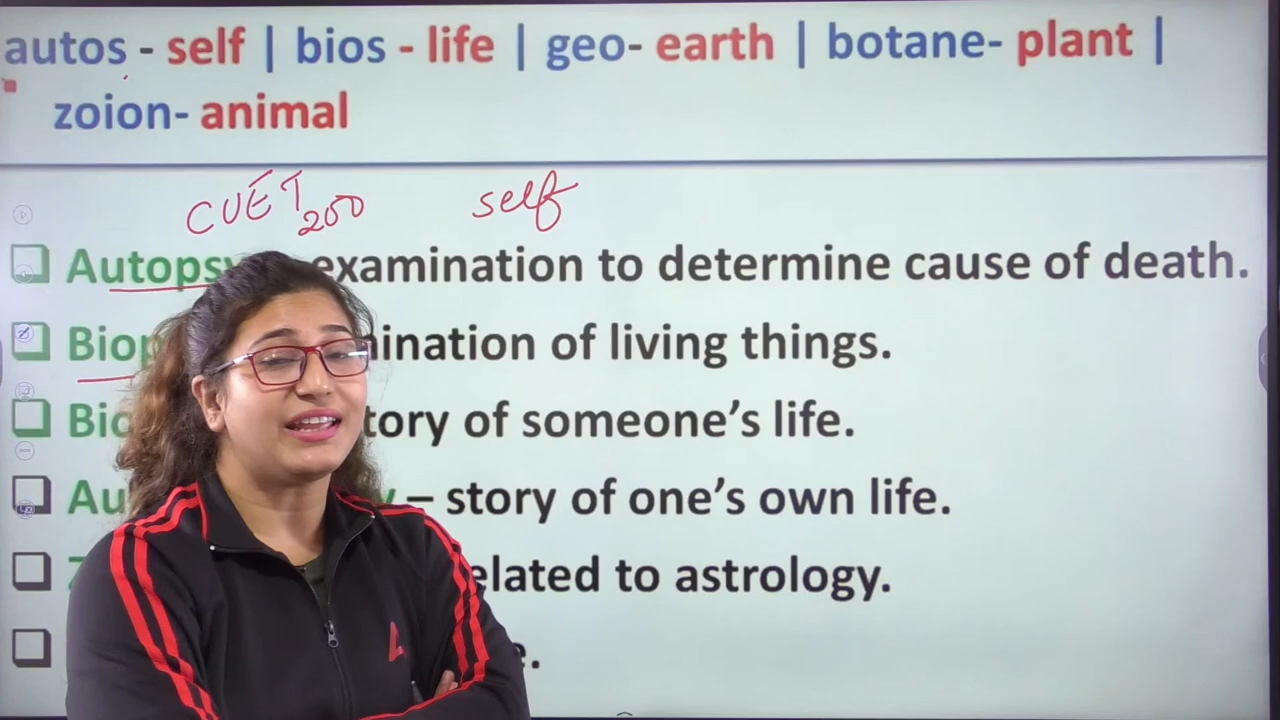 autos - self | bios - life | geo- earth | botane- plant |
zoion- animal
CUET 200 self
Autops examination to determine cause of death.
Biop ination of living things.
Bio tory of someone's life.
Au y – story of one's own life.
elated to astrology.